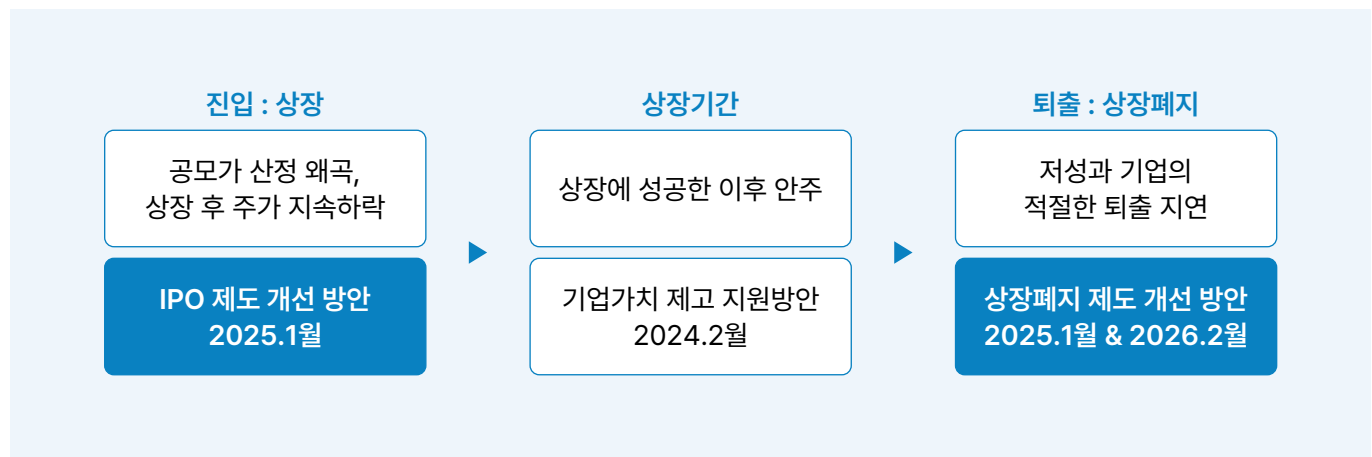 진입 : 상장
공모가 산정 왜곡,
상장 후 주가 지속하락
IPO 제도 개선 방안
2025.1월
상장기간
상장에 성공한 이후 안주
기업가치 제고 지원방안
2024.2월
퇴출 : 상장폐지
저성과 기업의
적절한 퇴출 지연
상장폐지 제도 개선 방안
2025.1월 & 2026.2월